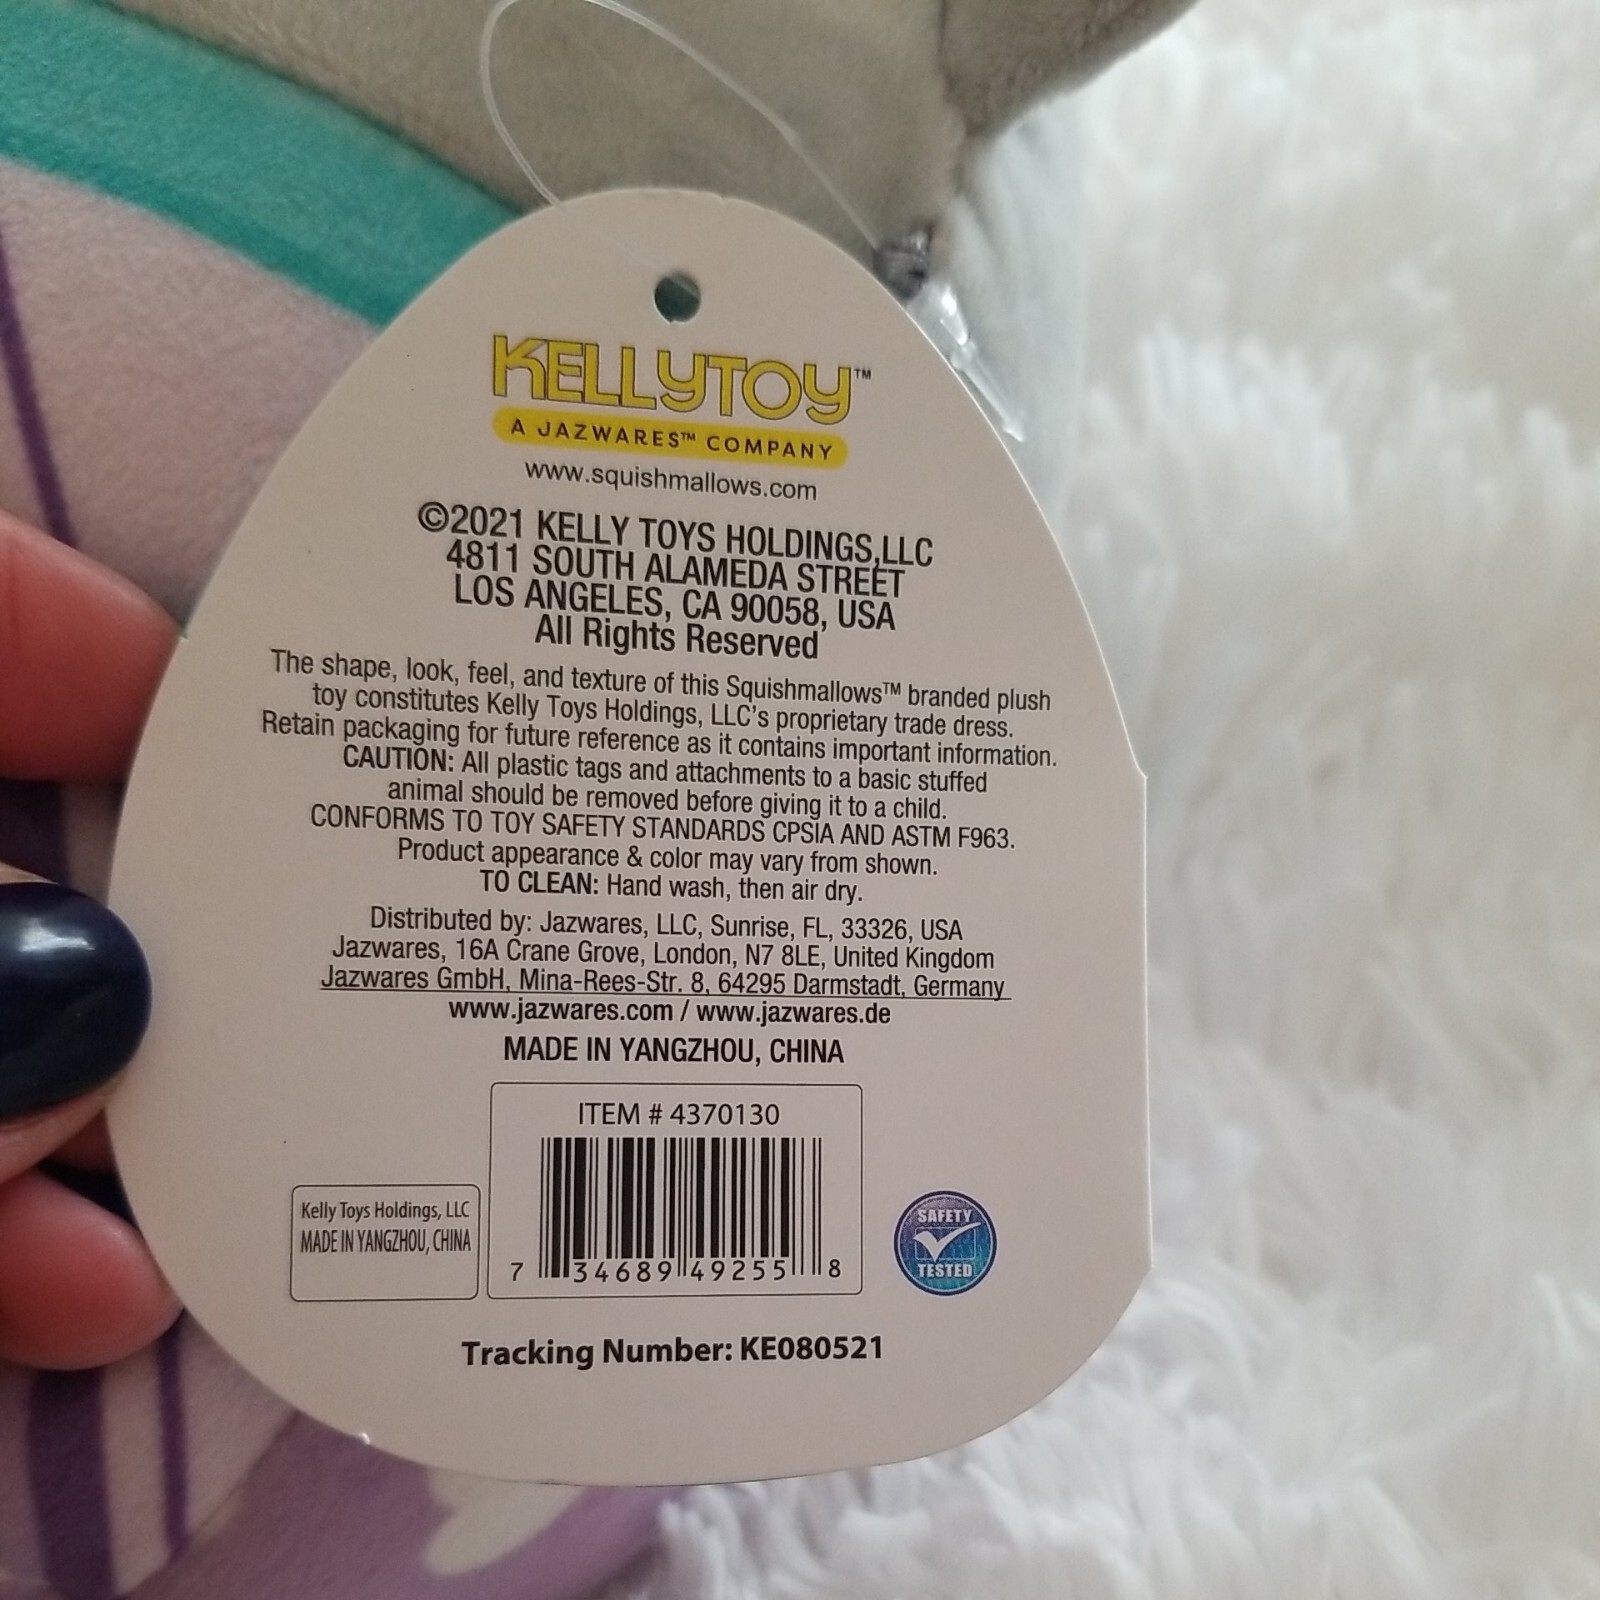 KELLYTOY™
A JAZWARES™ COMPANY
www.squishmallows.com
©2021 KELLY TOYS HOLDINGS,LLC
4811 SOUTH ALAMEDA STREET
LOS ANGELES, CA 90058, USA
All Rights Reserved
The shape, look, feel, and texture of this Squishmallows™ branded plush
toy constitutes Kelly Toys Holdings, LLC's proprietary trade dress.
Retain packaging for future reference as it contains important information.
CAUTION: All plastic tags and attachments to a basic stuffed
animal should be removed before giving it to a child.
CONFORMS TO TOY SAFETY STANDARDS CPSIA AND ASTM F963.
Product appearance & color may vary from shown.
TO CLEAN: Hand wash, then air dry.
Distributed by: Jazwares, LLC, Sunrise, FL, 33326, USA
Jazwares, 16A Crane Grove, London, N7 8LE, United Kingdom
Jazwares GmbH, Mina-Rees-Str. 8, 64295 Darmstadt, Germany
www.jazwares.com / www.jazwares.de
MADE IN YANGZHOU, CHINA
ITEM # 4370130
7 34689 49255 8
Kelly Toys Holdings, LLC
MADE IN YANGZHOU, CHINA
SAFETY
TESTED
Tracking Number: KE080521